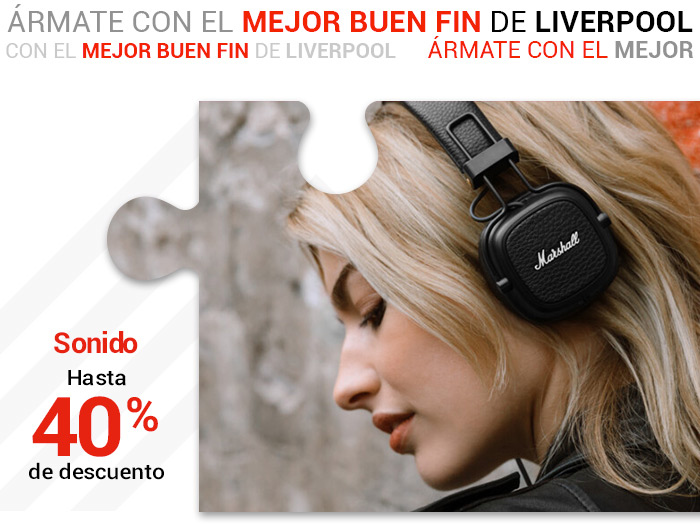 ÁRMATE CON EL MEJOR BUEN FIN DE LIVERPOOL
CON EL MEJOR BUEN FIN DE LIVERPOOL ÁRMATE CON EL MEJOR
Marshall
Sonido
Hasta
40%
de descuento